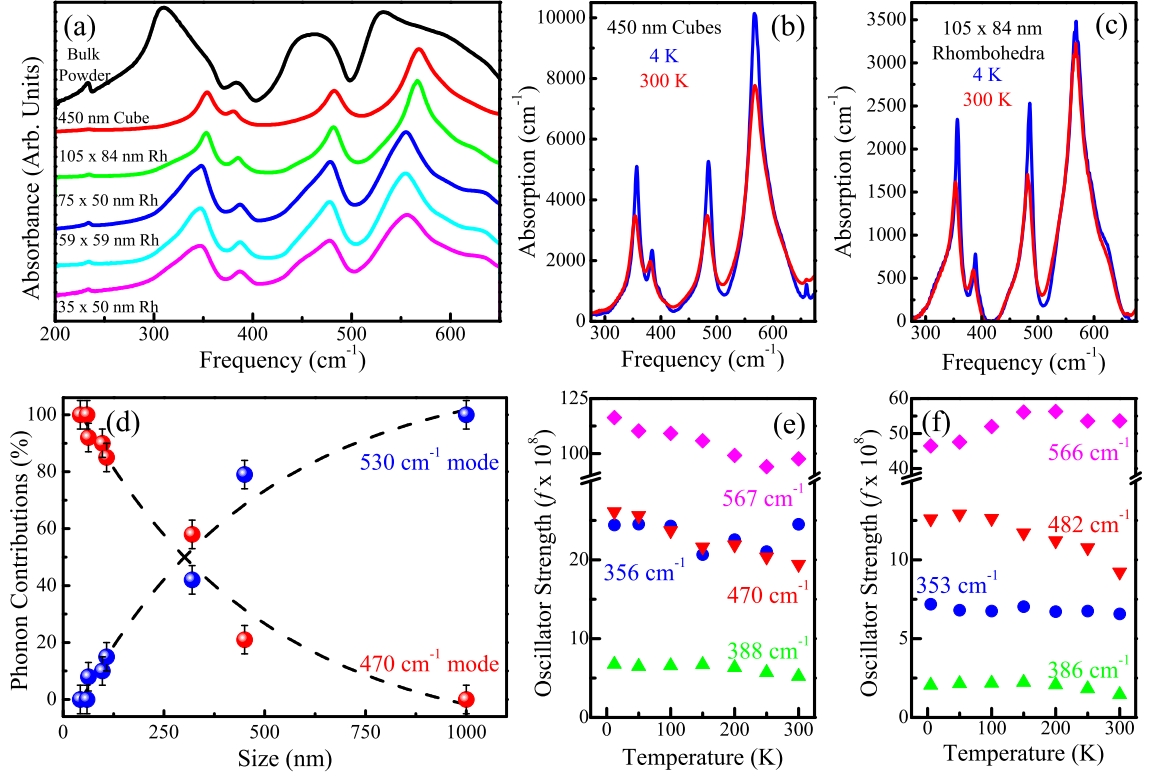 (a)
Bulk
Powder
450 nm Cube
105 x 84 nm Rh
75 x 50 nm Rh
59 x 59 nm Rh
35 x 50 nm Rh
Absorbance (Arb. Units)
200 300 400 500 600
Frequency (cm⁻¹)
(b)
450 nm Cubes
4 K
300 K
10000
8000
6000
4000
2000
0
Absorption (cm⁻¹)
300 400 500 600
Frequency (cm⁻¹)
(c)
105 x 84 nm
Rhombohedra
4 K
300 K
3500
3000
2500
2000
1500
1000
500
0
Absorption (cm⁻¹)
300 400 500 600
Frequency (cm⁻¹)
(d)
530 cm⁻¹ mode
470 cm⁻¹ mode
100
80
60
40
20
0
Phonon Contributions (%)
0 250 500 750 1000
Size (nm)
(e)
125
100
20
10
0
567 cm⁻¹
356 cm⁻¹
470 cm⁻¹
388 cm⁻¹
Oscillator Strength (f x 10⁸)
0 50 100 150 200 250 300
Temperature (K)
(f)
60
50
40
10
5
0
566 cm⁻¹
482 cm⁻¹
353 cm⁻¹
386 cm⁻¹
Oscillator Strength (f x 10⁸)
0 50 100 150 200 250 300
Temperature (K)